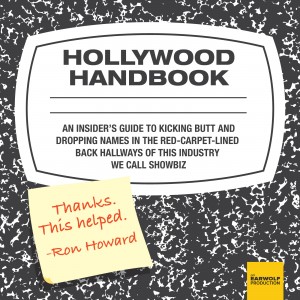 HOLLYWOOD
HANDBOOK
AN INSIDER'S GUIDE TO KICKING BUTT AND
DROPPING NAMES IN THE RED-CARPET-LINED
BACK HALLWAYS OF THIS INDUSTRY
WE CALL SHOWBIZ
Thanks.
This helped.
-Ron Howard
EARWOLF
PRODUCTION